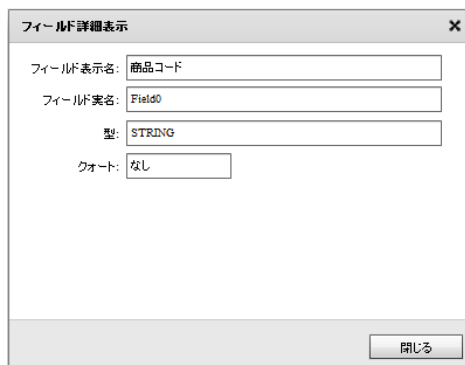 フィールド詳細表示
フィールド表示名: 商品コード
フィールド実名: Field0
型: STRING
クォート: なし
閉じる